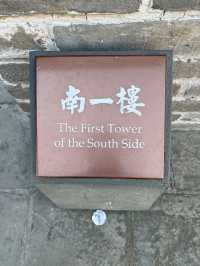 南一樓
The First Tower
of the South Side